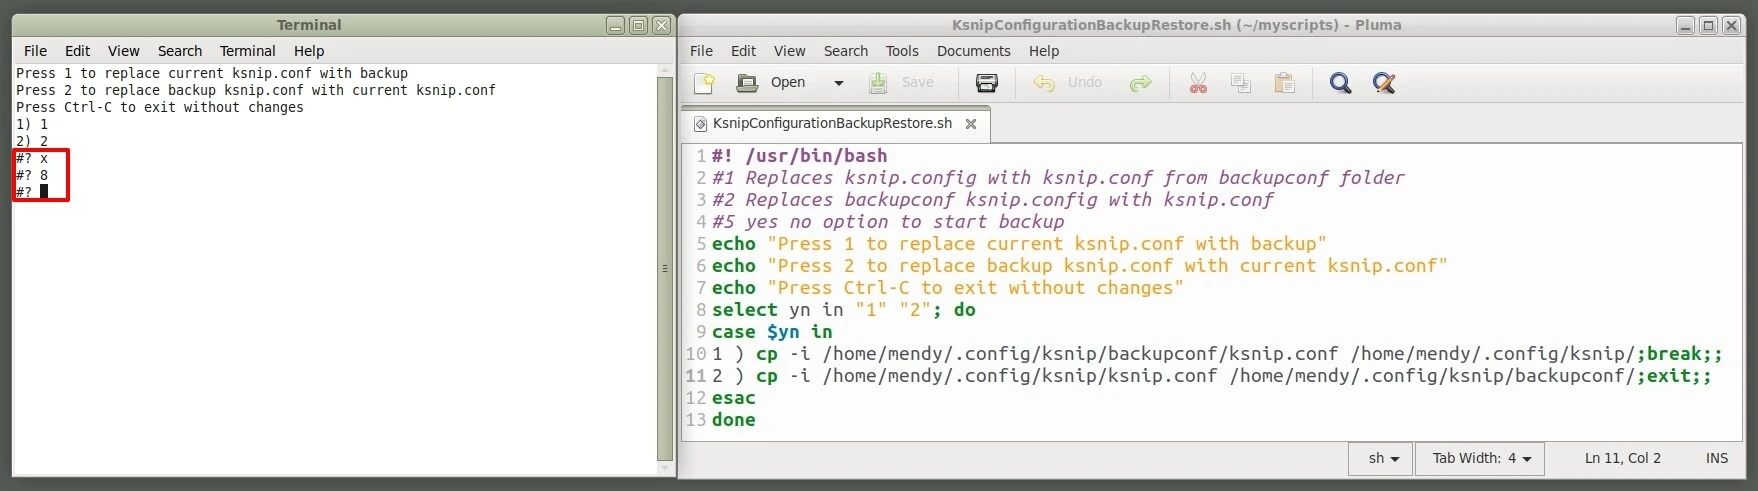 Terminal
File Edit View Search Terminal Help
Press 1 to replace current ksnip.conf with backup
Press 2 to replace backup ksnip.conf with current ksnip.conf
Press Ctrl-C to exit without changes
1) 1
2) 2
#? x
#? 8
#?
KsnipConfigurationBackupRestore.sh (~/myscripts) - Pluma
File Edit View Search Tools Documents Help
Open Save Undo
KsnipConfigurationBackupRestore.sh
1 #! /usr/bin/bash
2 #1 Replaces ksnip.config with ksnip.conf from backupconf folder
3 #2 Replaces backupconf ksnip.config with ksnip.conf
4 #5 yes no option to start backup
5 echo "Press 1 to replace current ksnip.conf with backup"
6 echo "Press 2 to replace backup ksnip.conf with current ksnip.conf"
7 echo "Press Ctrl-C to exit without changes"
8 select yn in "1" "2"; do
9 case $yn in
10 1 ) cp -i /home/mendy/.config/ksnip/backupconf/ksnip.conf /home/mendy/.config/ksnip/;break;;
11 2 ) cp -i /home/mendy/.config/ksnip/ksnip.conf /home/mendy/.config/ksnip/backupconf/;exit;;
12 esac
13 done
sh Tab Width: 4 Ln 11, Col 2 INS